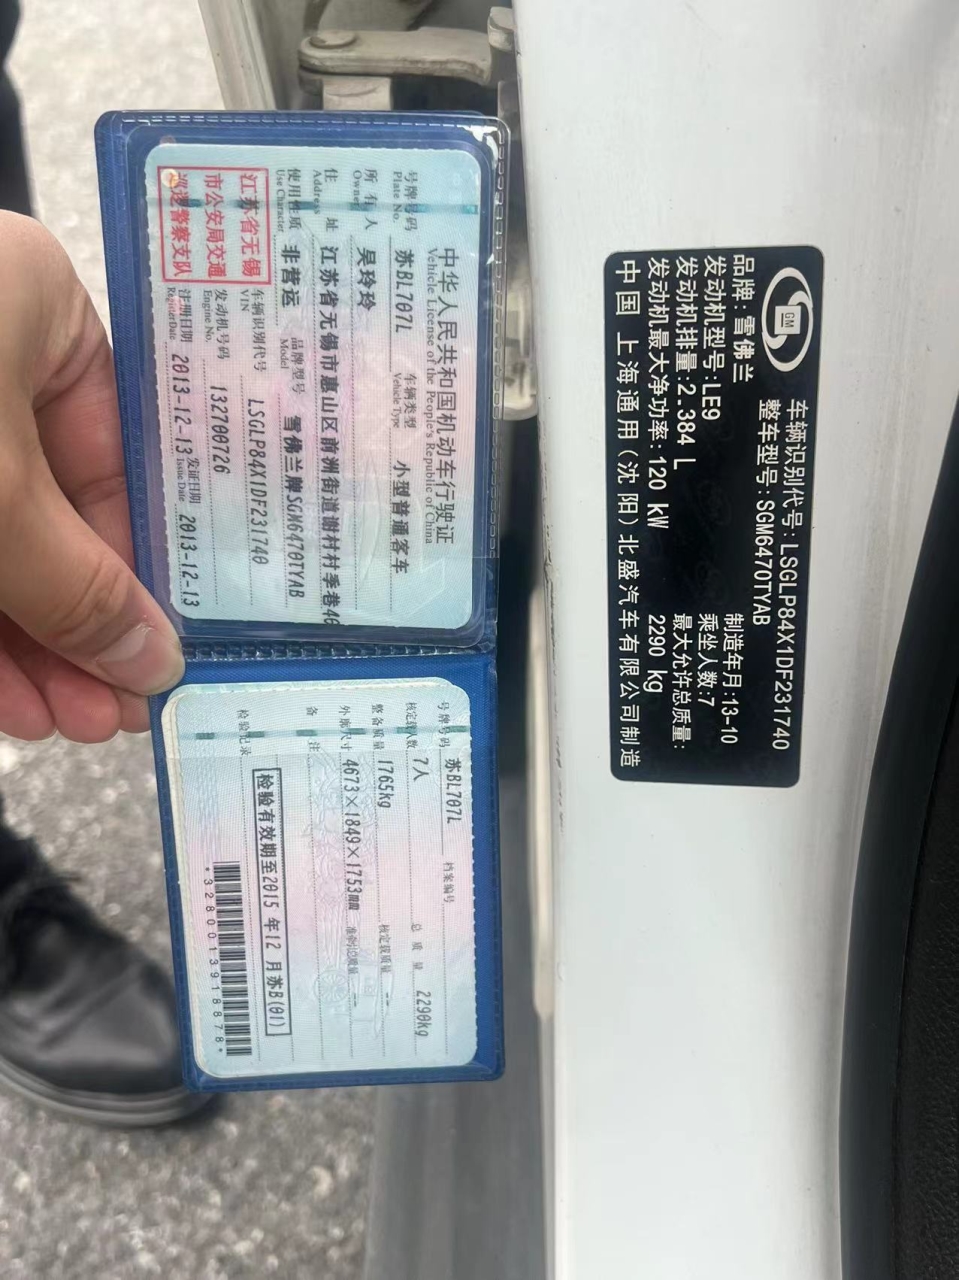 中华人民共和国机动车行驶证
Vehicle License of the People's Republic of China
号牌号码 苏BL707L 车辆类型 小型普通客车
Plate No. Vehicle Type
所有人 吴玲玲
Owner
住址 江苏省无锡市惠山区前洲街道谢村村季巷46
Address
使用性质 非营运 品牌型号 雪佛兰牌SGM6470TYAB
Use Character Model
江苏省无锡
市公安局交通
巡逻警察支队
车辆识别代号 LSGLP84X1DF231740
VIN
发动机号码 132700726
Engine No.
注册日期 2013-12-13 发证日期 2013-12-13
Register Date Issue Date
号牌号码 苏BL707L 档案编号
核定载人数 7人 总质量 2290kg
整备质量 1765kg 核定载质量 --
外廓尺寸 4673×1849×1753mm 准牵引总质量 --
备注
检验记录
检验有效期至2015年12月苏B(01)
*3280013918878*
GM
车辆识别代号:LSGLP84X1DF231740
整车型号:SGM6470TYAB
品牌:雪佛兰 制造年月:13-10
发动机型号:LE9 乘坐人数:7
发动机排量:2.384 L 最大允许总质量:
发动机最大净功率:120 kW 2290 kg
中国 上海通用(沈阳)北盛汽车有限公司制造